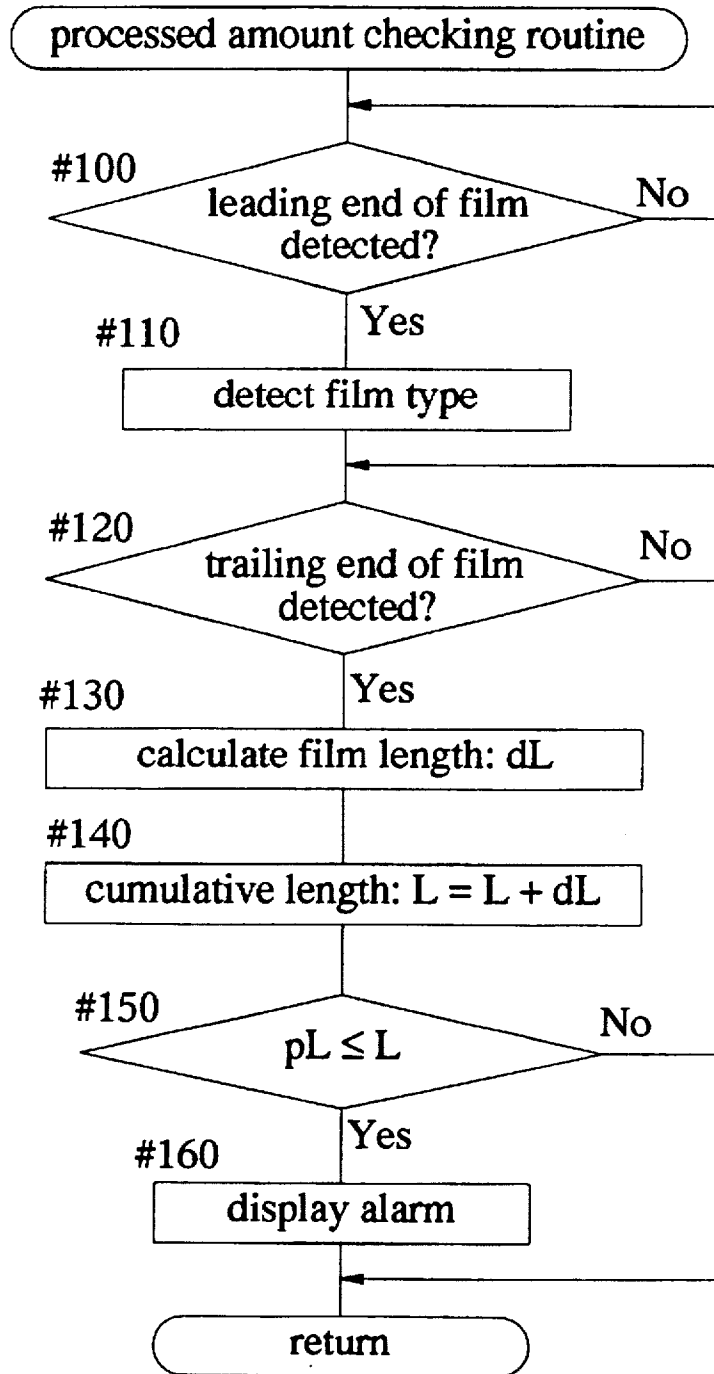 processed amount checking routine
#100
leading end of film
detected?
No
Yes
#110
detect film type
#120
trailing end of film
detected?
No
Yes
#130
calculate film length: dL
#140
cumulative length: L = L + dL
#150
pL ≤ L
No
Yes
#160
display alarm
return